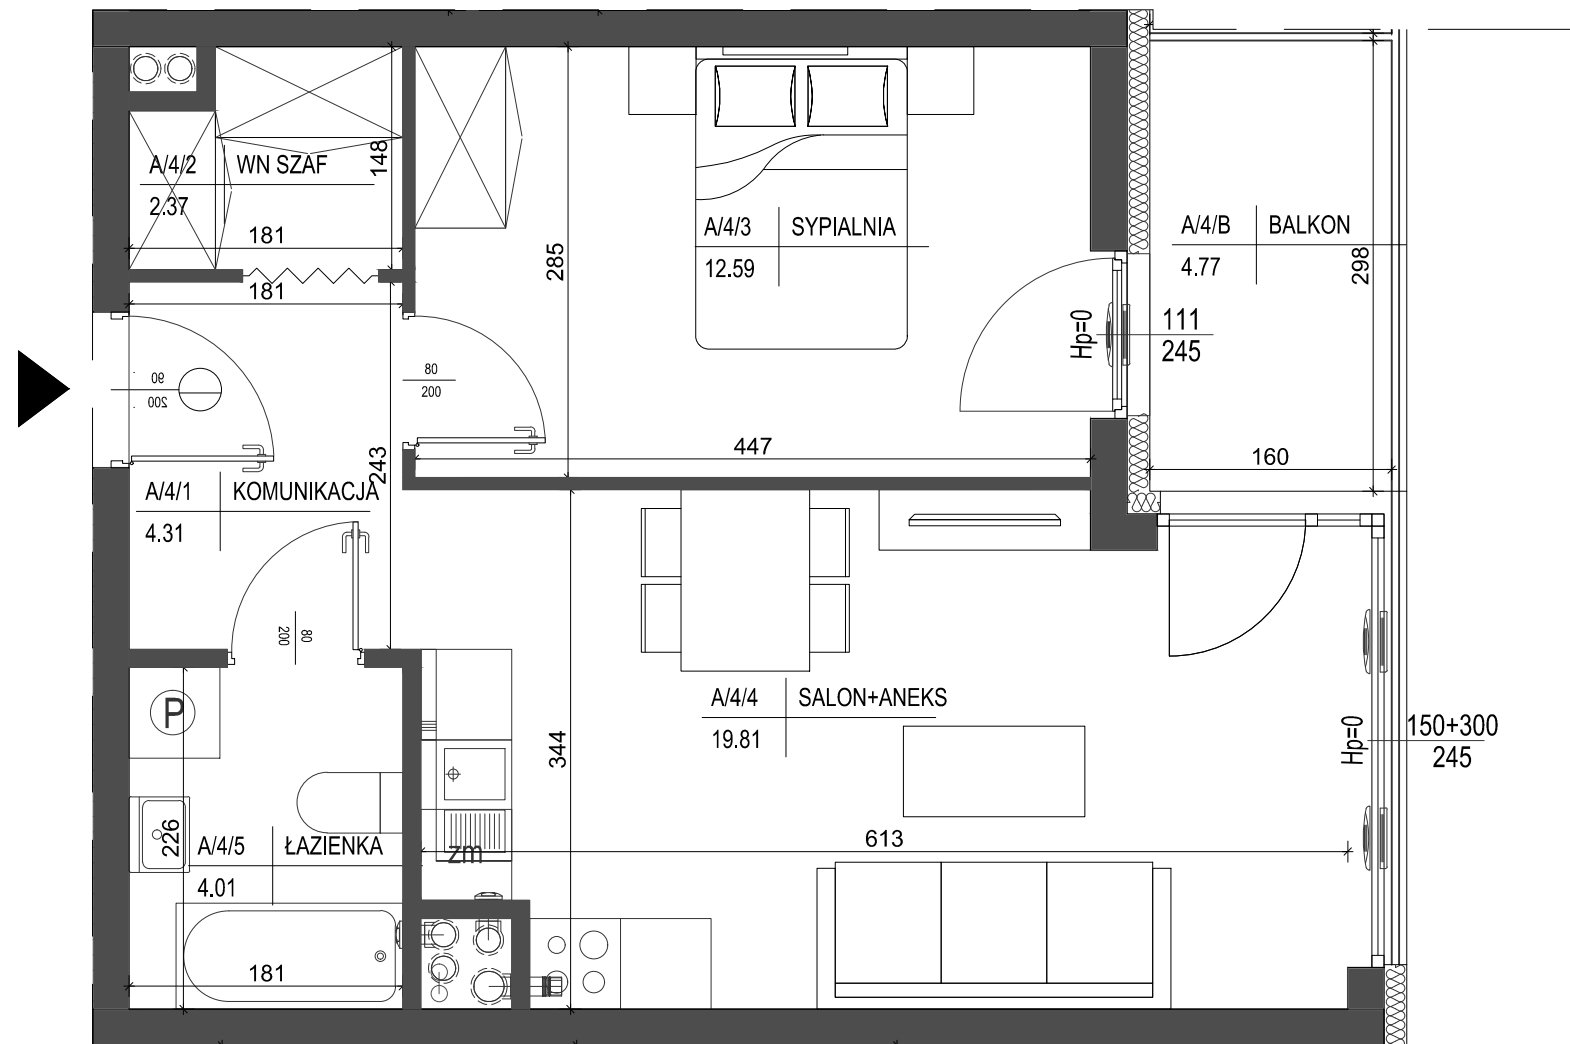 A/4/2 WN SZAF
2.37
148
181
181
A/4/3 SYPIALNIA
12.59
285
447
A/4/B BALKON
4.77
298
160
Hp=0
111
245
90
200
80
200
243
A/4/1 KOMUNIKACJA
4.31
80
200
P
226
A/4/5 ŁAZIENKA
4.01
181
A/4/4 SALON+ANEKS
19.81
344
zm
613
Hp=0
150+300
245